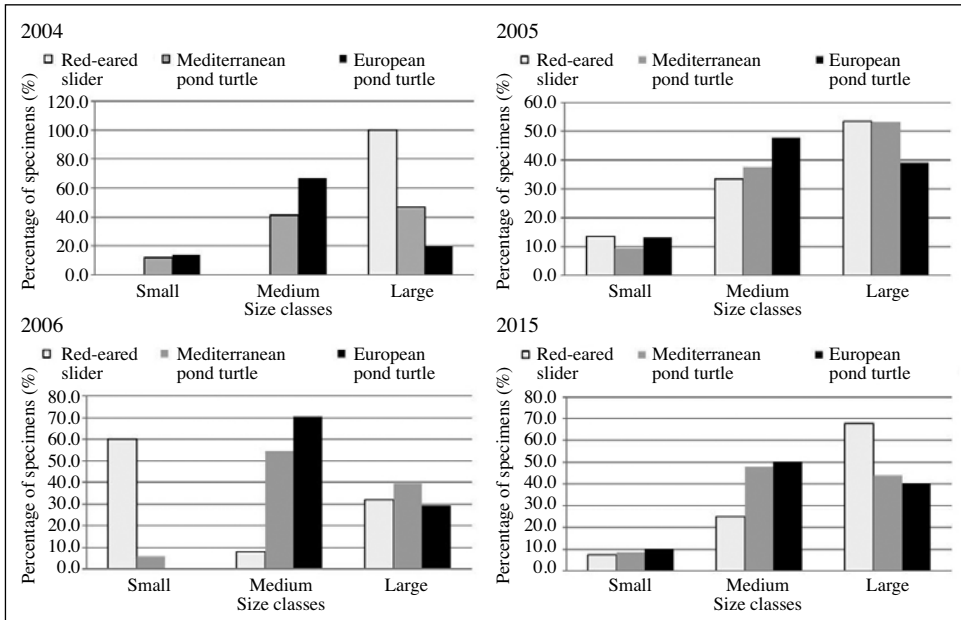 2004
Red-eared slider
Mediterranean pond turtle
European pond turtle
Percentage of specimens (%)
120.0
100.0
80.0
60.0
40.0
20.0
0.0
Small Medium Large
Size classes
2005
Red-eared slider
Mediterranean pond turtle
European pond turtle
Percentage of specimens (%)
60.0
50.0
40.0
30.0
20.0
10.0
0.0
Small Medium Large
Size classes
2006
Red-eared slider
Mediterranean pond turtle
European pond turtle
Percentage of specimens (%)
80.0
70.0
60.0
50.0
40.0
30.0
20.0
10.0
0.0
Small Medium Large
Size classes
2015
Red-eared slider
Mediterranean pond turtle
European pond turtle
Percentage of specimens (%)
80.0
70.0
60.0
50.0
40.0
30.0
20.0
10.0
0.0
Small Medium Large
Size classes